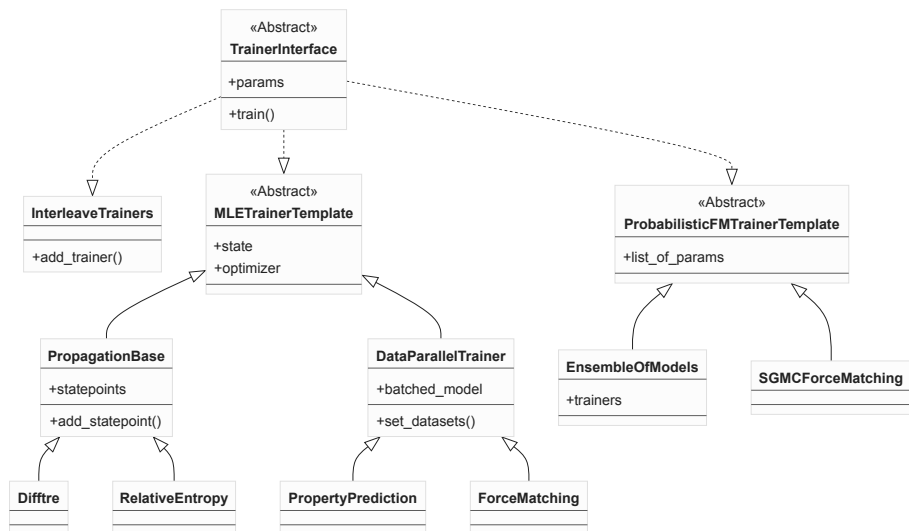 «Abstract»
TrainerInterface
+params
+train()
InterleaveTrainers
+add_trainer()
«Abstract»
MLETrainerTemplate
+state
+optimizer
«Abstract»
ProbabilisticFMTrainerTemplate
+list_of_params
PropagationBase
+statepoints
+add_statepoint()
DataParallelTrainer
+batched_model
+set_datasets()
EnsembleOfModels
+trainers
SGMCForceMatching
Difftre
RelativeEntropy
PropertyPrediction
ForceMatching